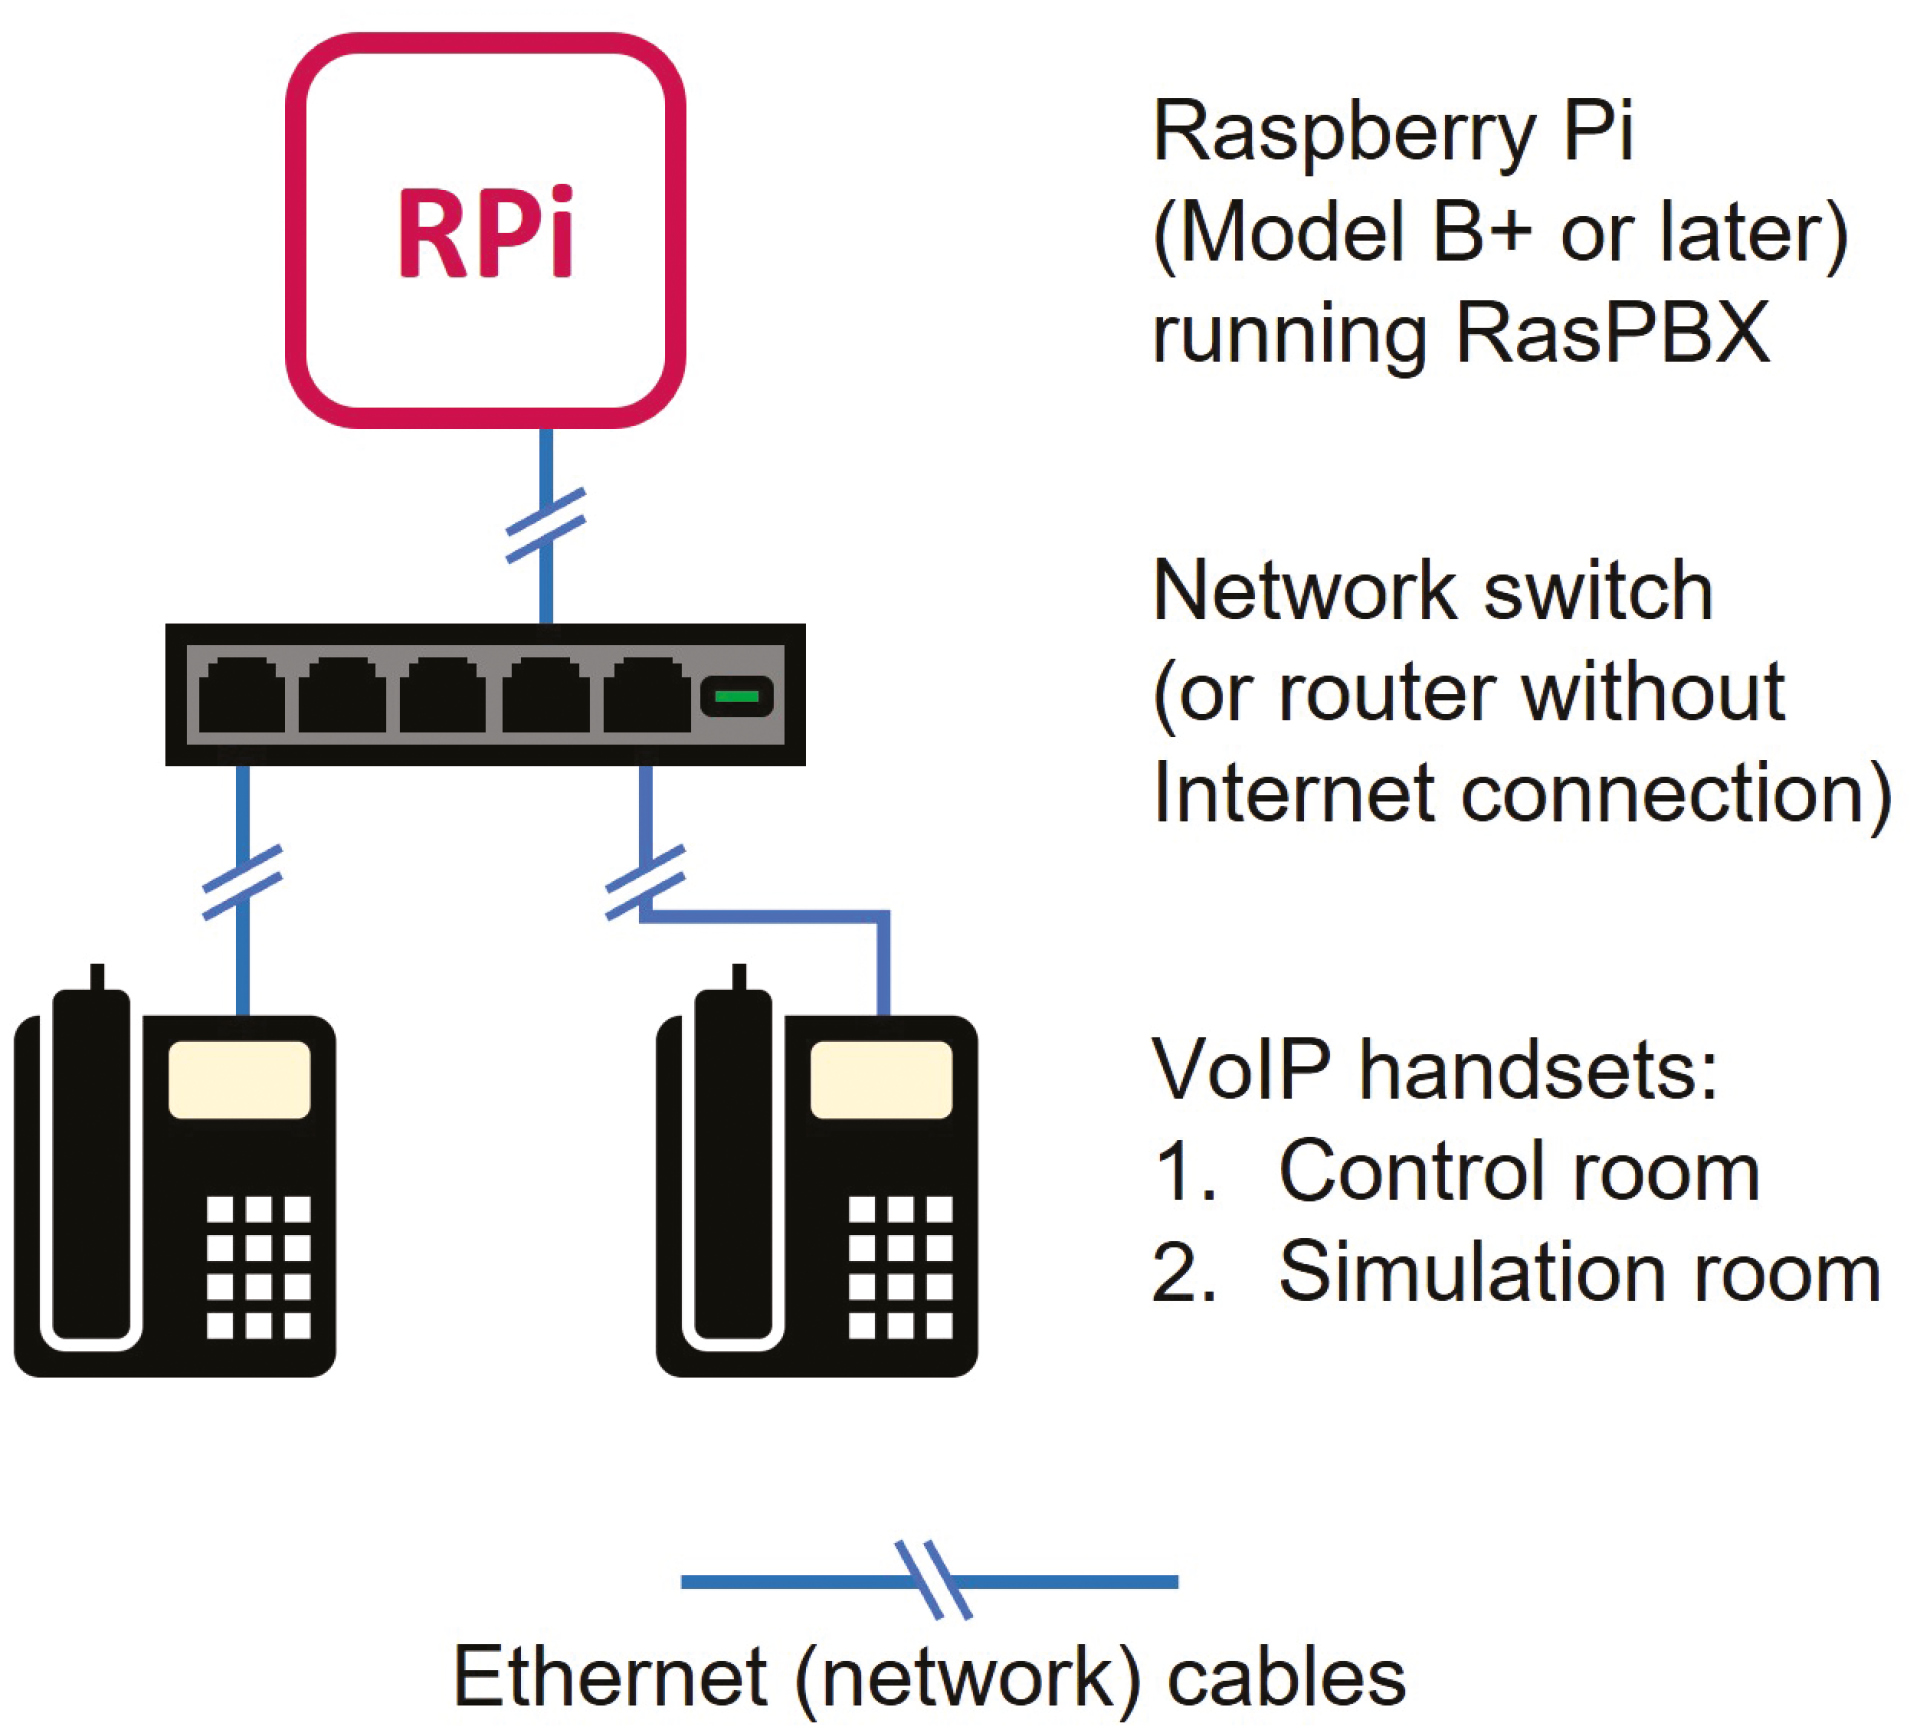 RPi
Raspberry Pi
(Model B+ or later)
running RasPBX
Network switch
(or router without
Internet connection)
VoIP handsets:
1. Control room
2. Simulation room
Ethernet (network) cables